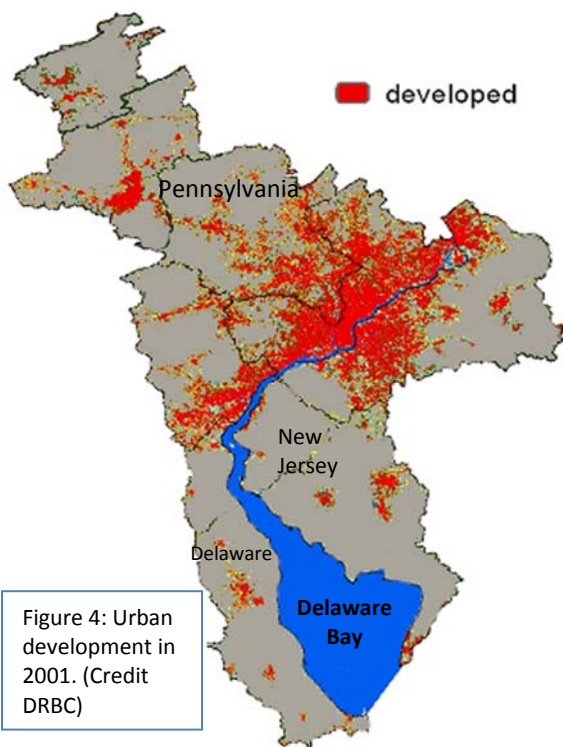 developed
Pennsylvania
New
Jersey
Delaware
Delaware
Bay
Figure 4: Urban
development in
2001. (Credit
DRBC)